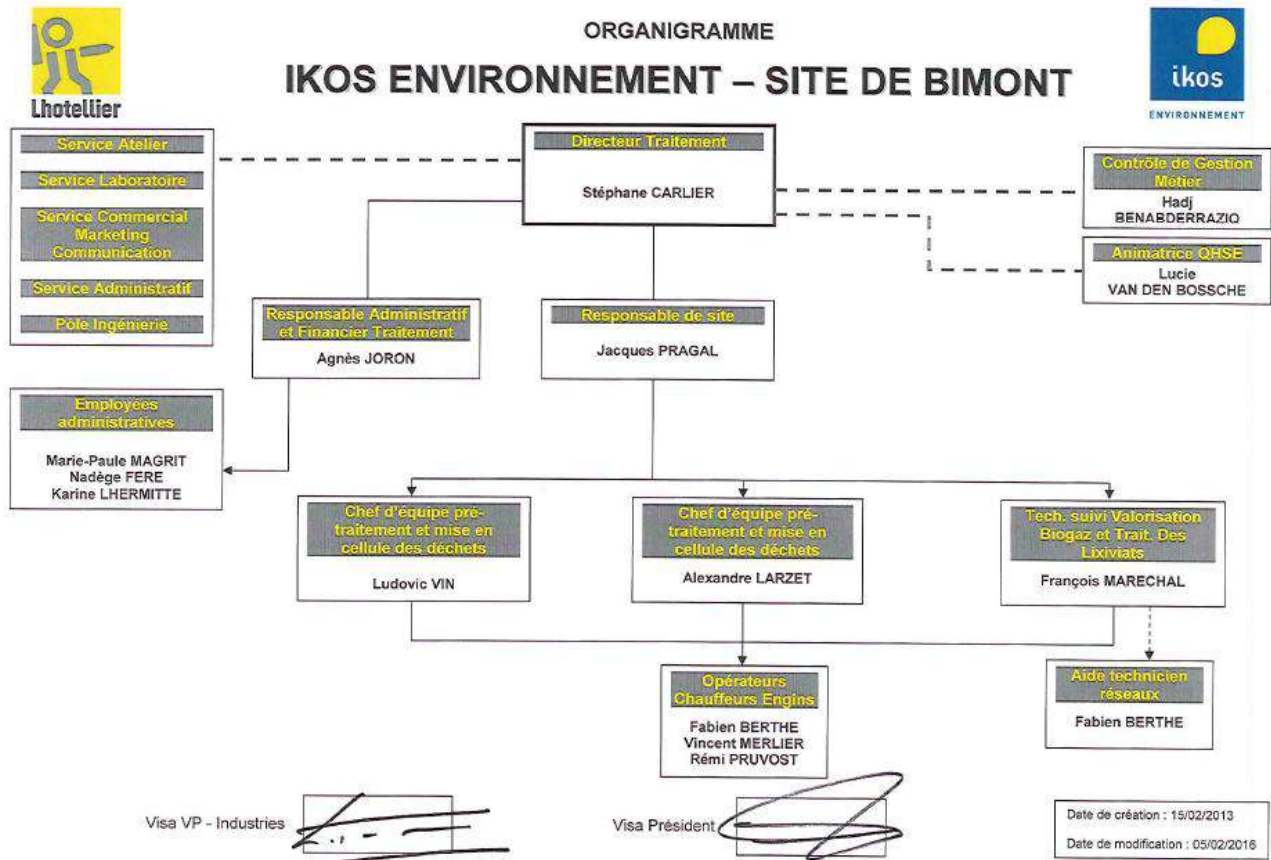 ORGANIGRAMME
IKOS ENVIRONNEMENT – SITE DE BIMONT
Lhotellier
ikos
ENVIRONNEMENT
Service Atelier
Service Laboratoire
Service Commercial
Marketing
Communication
Service Administratif
Pôle Ingénierie
Directeur Traitement
Stéphane CARLIER
Contrôle de Gestion
Métier
Hadj
BENABDERRAZIQ
Animatrice QHSE
Lucie
VAN DEN BOSSCHE
Responsable Administratif
et Financier Traitement
Agnès JORON
Responsable de site
Jacques PRAGAL
Employées
administratives
Marie-Paule MAGRIT
Nadège FERE
Karine LHERMITTE
Chef d'équipe pré-
traitement et mise en
cellule des déchets
Ludovic VIN
Chef d'équipe pré-
traitement et mise en
cellule des déchets
Alexandre LARZET
Tech. suivi Valorisation
Biogaz et Trait. Des
Lixiviats
François MARECHAL
Opérateurs
Chauffeurs Engins
Fabien BERTHE
Vincent MERLIER
Rémi PRUVOST
Aide technicien
réseaux
Fabien BERTHE
Visa VP - Industries
Visa Président
Date de création : 15/02/2013
Date de modification : 05/02/2016